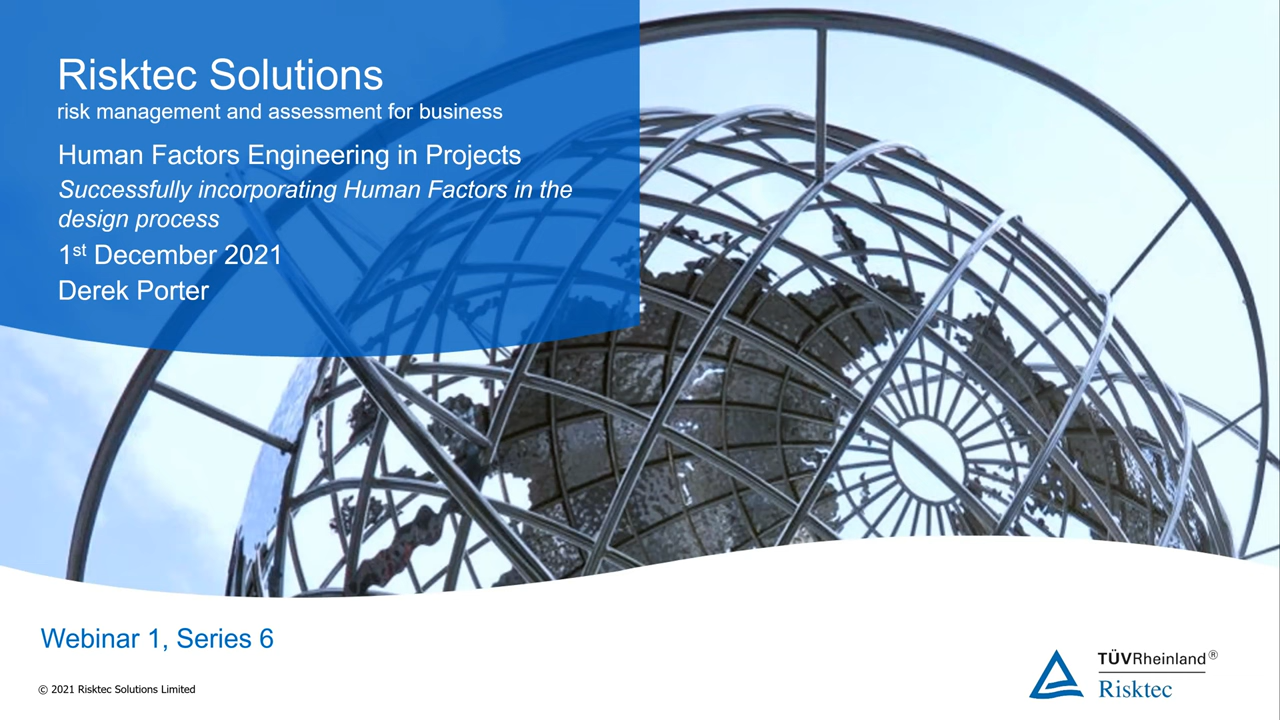 Risktec Solutions
risk management and assessment for business
Human Factors Engineering in Projects
Successfully incorporating Human Factors in the
design process
1st December 2021
Derek Porter
Webinar 1, Series 6
© 2021 Risktec Solutions Limited
TÜVRheinland®
Risktec